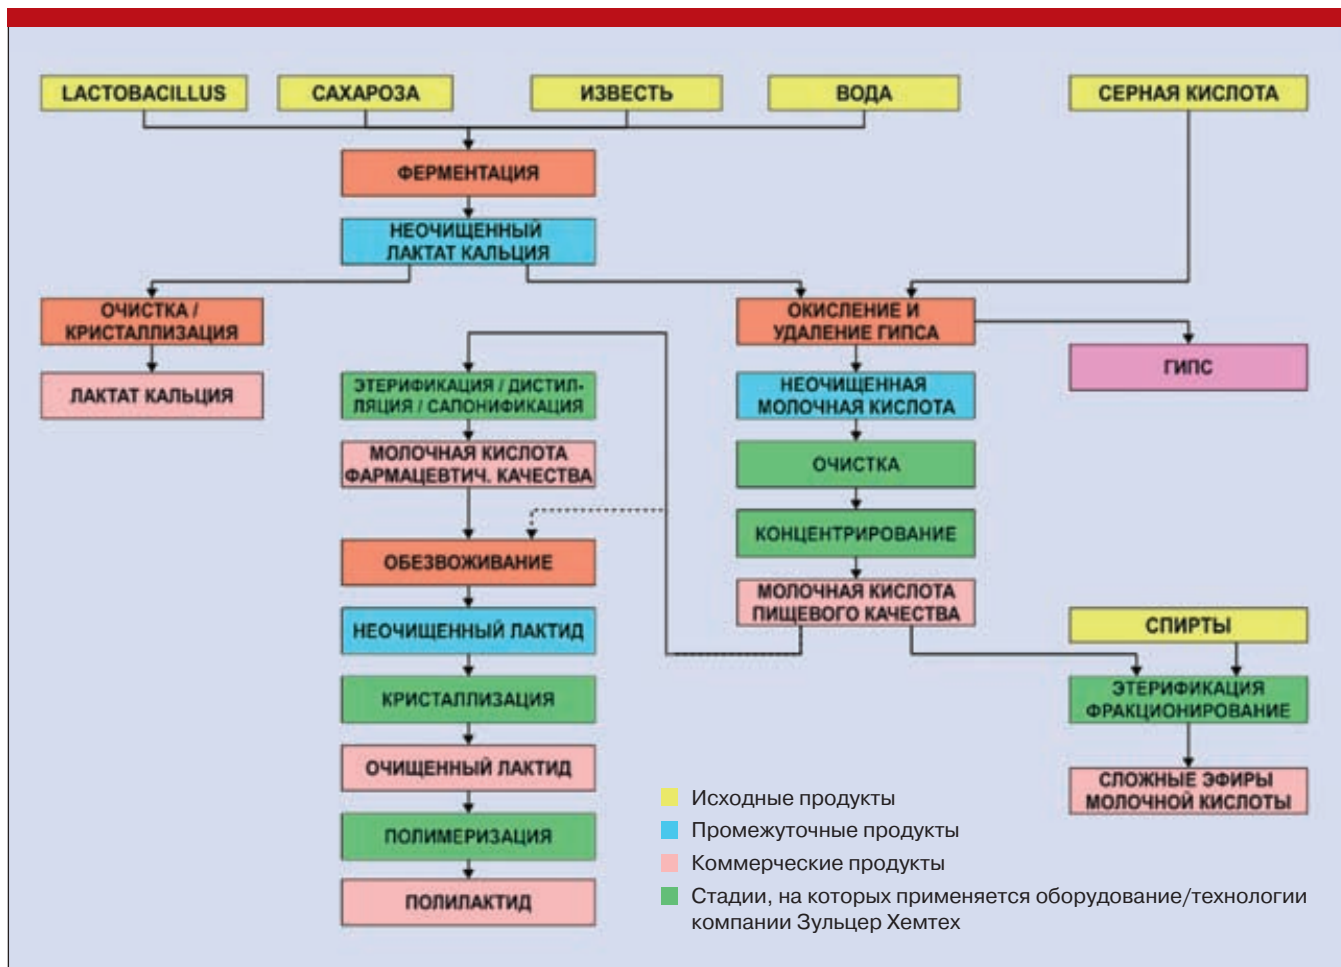 LACTOBACILLUS
САХАРОЗА
ИЗВЕСТЬ
ВОДА
СЕРНАЯ КИСЛОТА
ФЕРМЕНТАЦИЯ
НЕОЧИЩЕННЫЙ
ЛАКТАТ КАЛЬЦИЯ
ОЧИСТКА /
КРИСТАЛЛИЗАЦИЯ
ЛАКТАТ КАЛЬЦИЯ
ОКИСЛЕНИЕ И
УДАЛЕНИЕ ГИПСА
ГИПС
НЕОЧИЩЕННАЯ
МОЛОЧНАЯ КИСЛОТА
ОЧИСТКА
КОНЦЕНТРИРОВАНИЕ
МОЛОЧНАЯ КИСЛОТА
ПИЩЕВОГО КАЧЕСТВА
ЭТЕРИФИКАЦИЯ / ДИСТИЛ-
ЛЯЦИЯ / САПОНИФИКАЦИЯ
МОЛОЧНАЯ КИСЛОТА
ФАРМАЦЕВТИЧ. КАЧЕСТВА
ОБЕЗВОЖИВАНИЕ
НЕОЧИЩЕННЫЙ ЛАКТИД
КРИСТАЛЛИЗАЦИЯ
ОЧИЩЕННЫЙ ЛАКТИД
ПОЛИМЕРИЗАЦИЯ
ПОЛИЛАКТИД
СПИРТЫ
ЭТЕРИФИКАЦИЯ
ФРАКЦИОНИРОВАНИЕ
СЛОЖНЫЕ ЭФИРЫ
МОЛОЧНОЙ КИСЛОТЫ
Исходные продукты
Промежуточные продукты
Коммерческие продукты
Стадии, на которых применяется оборудование/технологии
компании Зульцер Хемтех